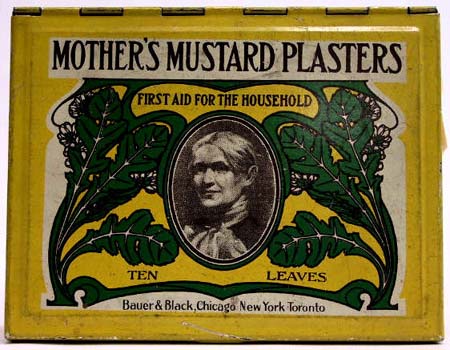 MOTHER'S MUSTARD PLASTERS
FIRST AID FOR THE HOUSEHOLD
TEN LEAVES
Bauer & Black, Chicago New York Toronto